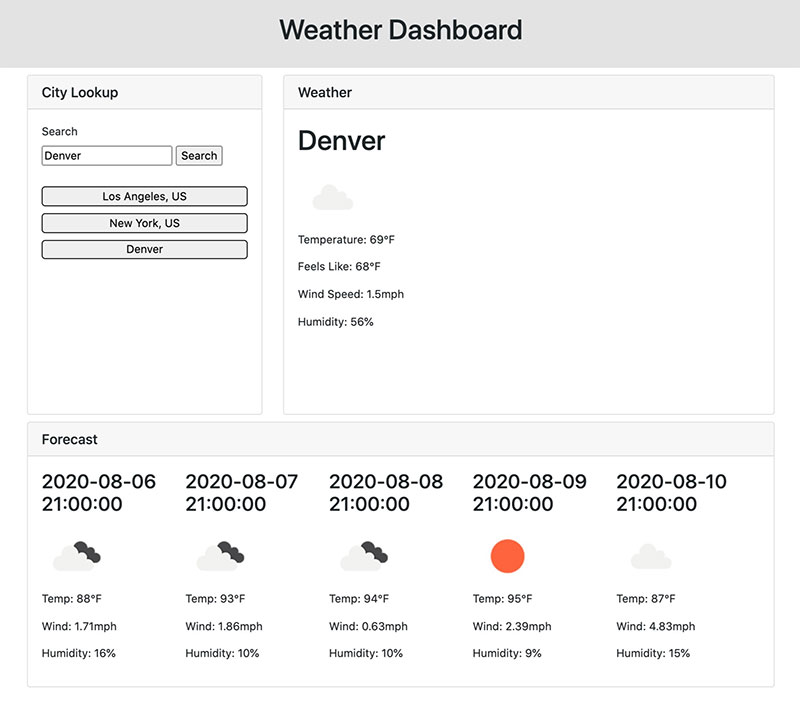 Weather Dashboard
City Lookup
Search
Denver Search
Los Angeles, US
New York, US
Denver
Weather
Denver
Temperature: 69°F
Feels Like: 68°F
Wind Speed: 1.5mph
Humidity: 56%
Forecast
2020-08-06
21:00:00
Temp: 88°F
Wind: 1.71mph
Humidity: 16%
2020-08-07
21:00:00
Temp: 93°F
Wind: 1.86mph
Humidity: 10%
2020-08-08
21:00:00
Temp: 94°F
Wind: 0.63mph
Humidity: 10%
2020-08-09
21:00:00
Temp: 95°F
Wind: 2.39mph
Humidity: 9%
2020-08-10
21:00:00
Temp: 87°F
Wind: 4.83mph
Humidity: 15%